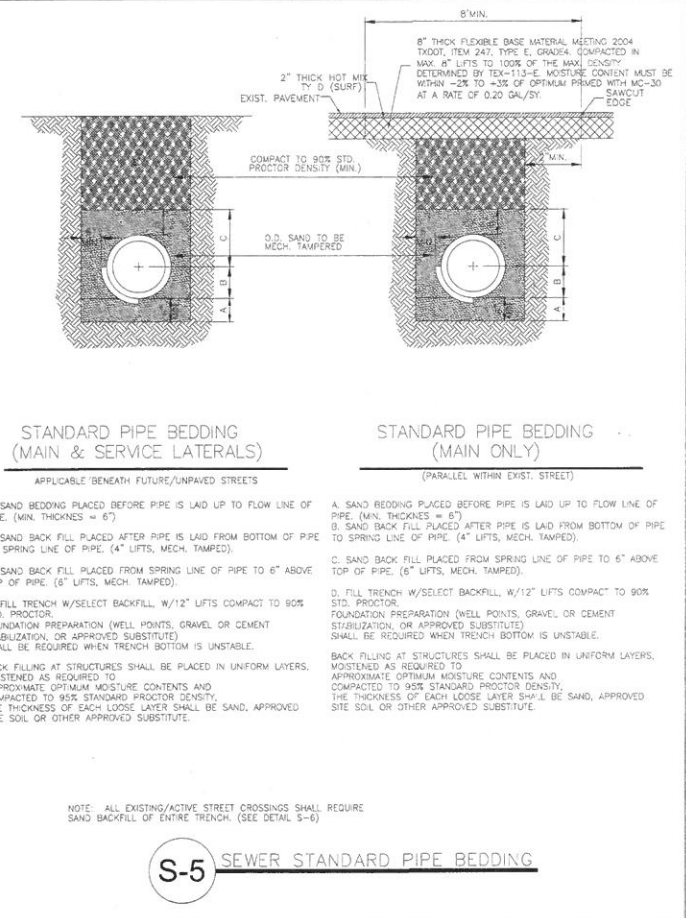 8'MIN.
8" THICK FLEXIBLE BASE MATERIAL MEETING 2004
TXDOT, ITEM 247, TYPE E, GRADE4. COMPACTED IN
MAX. 8" LIFTS TO 100% OF THE MAX. DENSITY
DETERMINED BY TEX-113-E. MOISTURE CONTENT MUST BE
WITHIN -2% TO +3% OF OPTIMUM PRIMED WITH MC-30
AT A RATE OF 0.20 GAL/SY.
2" THICK HOT MIX
TY D (SURF)
EXIST. PAVEMENT
SAWCUT
EDGE
COMPACT TO 90% STD.
PROCTOR DENSITY (MIN.)
2'MIN.
O.D. SAND TO BE
MECH. TAMPERED
MIN.
C
B
A
C
B
A
STANDARD PIPE BEDDING
(MAIN & SERVICE LATERALS)
APPLICABLE BENEATH FUTURE/UNPAVED STREETS
SAND BEDDING PLACED BEFORE PIPE IS LAID UP TO FLOW LINE OF
E. (MIN. THICKNES = 6")
SAND BACK FILL PLACED AFTER PIPE IS LAID FROM BOTTOM OF PIPE
SPRING LINE OF PIPE. (4" LIFTS, MECH. TAMPED).
SAND BACK FILL PLACED FROM SPRING LINE OF PIPE TO 6" ABOVE
P OF PIPE. (6" LIFTS, MECH. TAMPED).
FILL TRENCH W/SELECT BACKFILL, W/12" LIFTS COMPACT TO 90%
D. PROCTOR.
UNDATION PREPARATION (WELL POINTS, GRAVEL OR CEMENT
ABILIZATION, OR APPROVED SUBSTITUTE)
ALL BE REQUIRED WHEN TRENCH BOTTOM IS UNSTABLE.
CK FILLING AT STRUCTURES SHALL BE PLACED IN UNIFORM LAYERS,
ISTENED AS REQUIRED TO
PROXIMATE OPTIMUM MOISTURE CONTENTS AND
MPACTED TO 95% STANDARD PROCTOR DENSITY,
E THICKNESS OF EACH LOOSE LAYER SHALL BE SAND, APPROVED
E SOIL OR OTHER APPROVED SUBSTITUTE.
STANDARD PIPE BEDDING
(MAIN ONLY)
(PARALLEL WITHIN EXIST. STREET)
A. SAND BEDDING PLACED BEFORE PIPE IS LAID UP TO FLOW LINE OF
PIPE. (MIN. THICKNES = 6")
B. SAND BACK FILL PLACED AFTER PIPE IS LAID FROM BOTTOM OF PIPE
TO SPRING LINE OF PIPE. (4" LIFTS, MECH. TAMPED).
C. SAND BACK FILL PLACED FROM SPRING LINE OF PIPE TO 6" ABOVE
TOP OF PIPE. (6" LIFTS, MECH. TAMPED).
D. FILL TRENCH W/SELECT BACKFILL, W/12" LIFTS COMPACT TO 90%
STD. PROCTOR.
FOUNDATION PREPARATION (WELL POINTS, GRAVEL OR CEMENT
STABILIZATION, OR APPROVED SUBSTITUTE)
SHALL BE REQUIRED WHEN TRENCH BOTTOM IS UNSTABLE.
BACK FILLING AT STRUCTURES SHALL BE PLACED IN UNIFORM LAYERS,
MOISTENED AS REQUIRED TO
APPROXIMATE OPTIMUM MOISTURE CONTENTS AND
COMPACTED TO 95% STANDARD PROCTOR DENSITY,
THE THICKNESS OF EACH LOOSE LAYER SHALL BE SAND, APPROVED
SITE SOIL OR OTHER APPROVED SUBSTITUTE.
NOTE: ALL EXISTING/ACTIVE STREET CROSSINGS SHALL REQUIRE
SAND BACKFILL OF ENTIRE TRENCH. (SEE DETAIL S-6)
S-5 SEWER STANDARD PIPE BEDDING